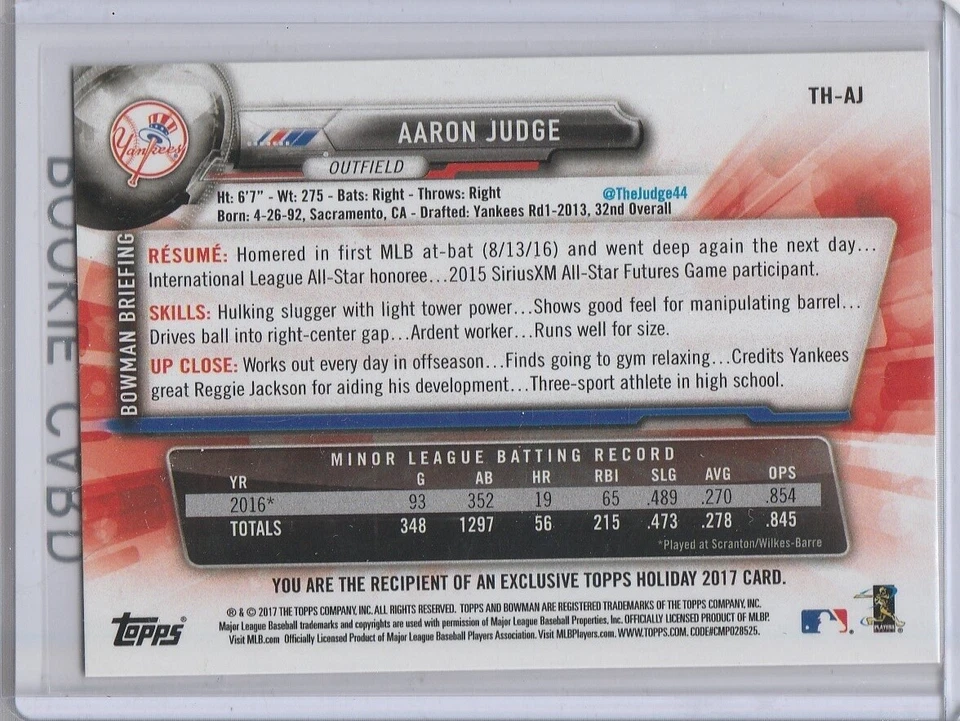 TH-AJ
Yankees
AARON JUDGE
OUTFIELD
Ht: 6'7" - Wt: 275 - Bats: Right - Throws: Right @TheJudge44
Born: 4-26-92, Sacramento, CA - Drafted: Yankees Rd1-2013, 32nd Overall
BOWMAN BRIEFING
RÉSUMÉ: Homered in first MLB at-bat (8/13/16) and went deep again the next day...
International League All-Star honoree...2015 SiriusXM All-Star Futures Game participant.
SKILLS: Hulking slugger with light tower power...Shows good feel for manipulating barrel...
Drives ball into right-center gap...Ardent worker...Runs well for size.
UP CLOSE: Works out every day in offseason...Finds going to gym relaxing...Credits Yankees
great Reggie Jackson for aiding his development...Three-sport athlete in high school.
MINOR LEAGUE BATTING RECORD
YR G AB HR RBI SLG AVG OPS
2016* 93 352 19 65 .489 .270 .854
TOTALS 348 1297 56 215 .473 .278 .845
*Played at Scranton/Wilkes-Barre
YOU ARE THE RECIPIENT OF AN EXCLUSIVE TOPPS HOLIDAY 2017 CARD.
® & © 2017 THE TOPPS COMPANY, INC. ALL RIGHTS RESERVED. TOPPS AND BOWMAN ARE REGISTERED TRADEMARKS OF THE TOPPS COMPANY, INC.
Major League Baseball trademarks and copyrights are used with permission of Major League Baseball Properties, Inc. OFFICIALLY LICENSED PRODUCT OF MLBP.
Visit MLB.com Officially Licensed Product of Major League Baseball Players Association. Visit MLBPlayers.com. WWW.TOPPS.COM. CODE#CMP028525.
topps®
PLAYERS